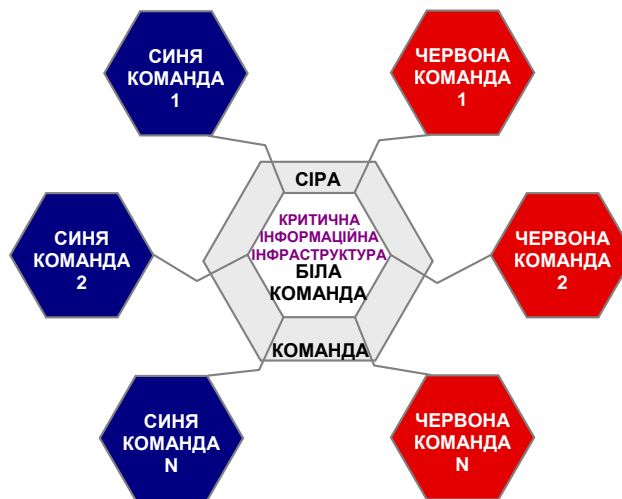 СИНЯ
КОМАНДА
1
ЧЕРВОНА
КОМАНДА
1
СІРА
КРИТИЧНА
ІНФОРМАЦІЙНА
ІНФРАСТРУКТУРА
БІЛА
КОМАНДА
СИНЯ
КОМАНДА
2
ЧЕРВОНА
КОМАНДА
2
КОМАНДА
СИНЯ
КОМАНДА
N
ЧЕРВОНА
КОМАНДА
N